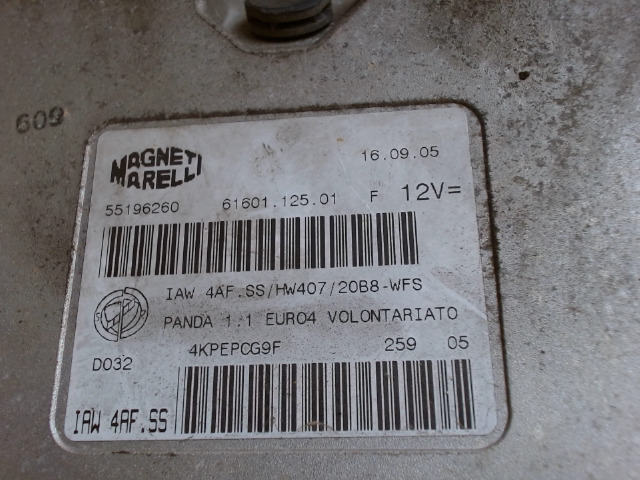 609
MAGNETI MARELLI
16.09.05
55196260 61601.125.01 F 12V=
IAW 4AF.SS/HW407/20B8-WFS
PANDA 1.1 EURO4 VOLONTARIATO
D032 4KPEPCG9F 259 05
IAW 4AF.SS